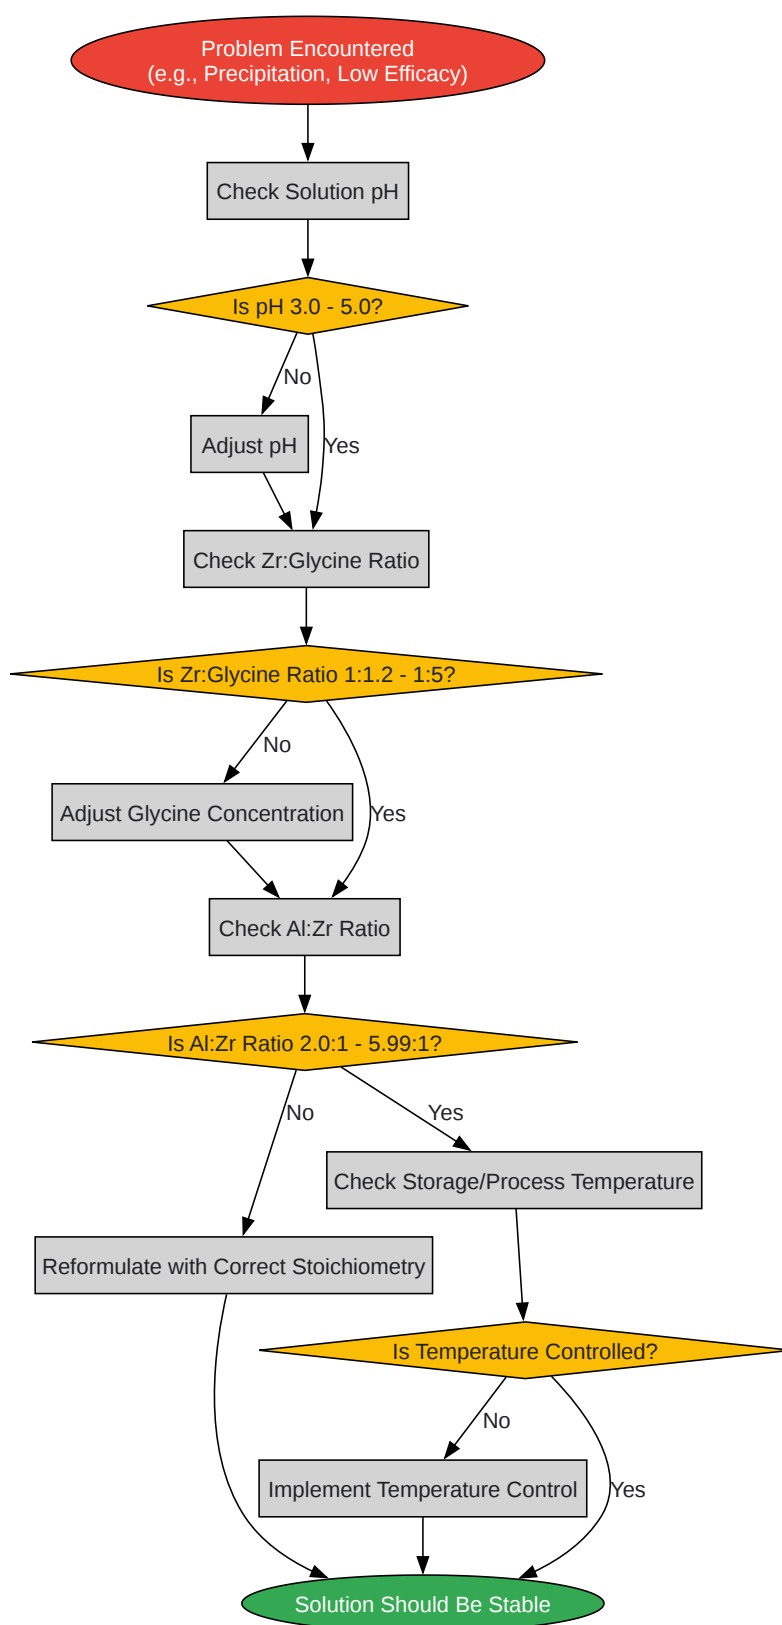 Problem Encountered
(e.g., Precipitation, Low Efficacy)
Check Solution pH
Is pH 3.0 - 5.0?
No
Adjust pH
Yes
Check Zr:Glycine Ratio
Is Zr:Glycine Ratio 1:1.2 - 1:5?
No
Adjust Glycine Concentration
Yes
Check Al:Zr Ratio
Is Al:Zr Ratio 2.0:1 - 5.99:1?
No
Yes
Check Storage/Process Temperature
Reformulate with Correct Stoichiometry
Is Temperature Controlled?
No
Implement Temperature Control
Yes
Solution Should Be Stable